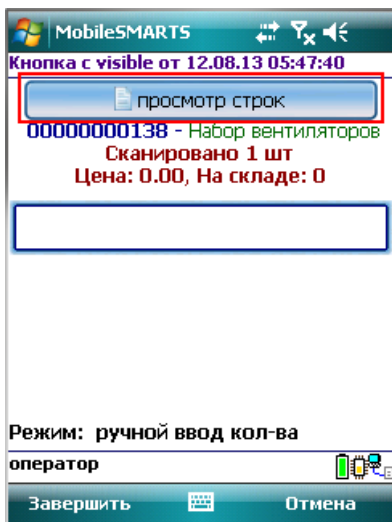 MobileSMARTS
Кнопка с visible от 12.08.13 05:47:40
просмотр строк
00000000138 - Набор вентиляторов
Сканировано 1 шт
Цена: 0.00, На складе: 0
Режим: ручной ввод кол-ва
оператор
Завершить Отмена